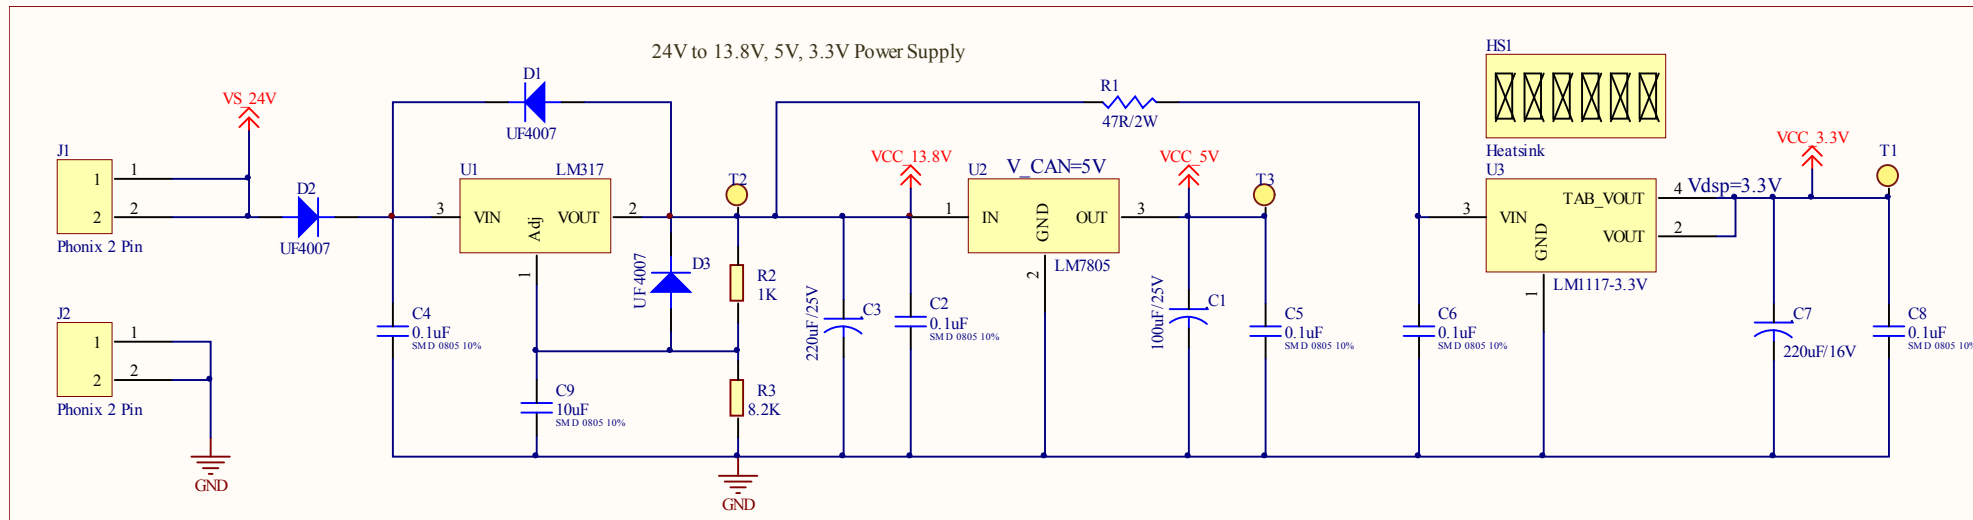 24V to 13.8V, 5V, 3.3V Power Supply
VS_24V
J1
1
2
1
2
Phonix 2 Pin
J2
1
2
1
2
Phonix 2 Pin
GND
D2
UF4007
D1
UF4007
U1
LM317
3
VIN
VOUT
2
Adj
1
C4
0.1uF
SMD 0805 10%
C9
10uF
SMD 0805 10%
UF4007
D3
T2
R2
1K
R3
8.2K
GND
220uF/25V
C3
VCC_13.8V
C2
0.1uF
SMD 0805 10%
U2
V_CAN=5V
1
IN
GND
OUT
3
2
LM7805
R1
47R/2W
VCC_5V
100uF/25V
C1
T3
C5
0.1uF
SMD 0805 10%
C6
0.1uF
SMD 0805 10%
HS1
Heatsink
U3
3
VIN
GND
TAB_VOUT
VOUT
4
2
1
LM1117-3.3V
Vdsp=3.3V
VCC_3.3V
T1
C7
220uF/16V
C8
0.1uF
SMD 0805 10%